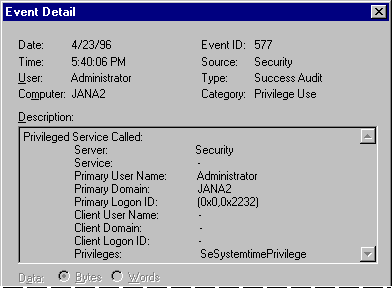 Event Detail
Date: 4/23/96 Event ID: 577
Time: 5:40:06 PM Source: Security
User: Administrator Type: Success Audit
Computer: JANA2 Category: Privilege Use
Description:
Privileged Service Called:
Server: Security
Service: -
Primary User Name: Administrator
Primary Domain: JANA2
Primary Logon ID: (0x0,0x2232)
Client User Name: -
Client Domain: -
Client Logon ID: -
Privileges: SeSystemtimePrivilege
Data: Bytes Words